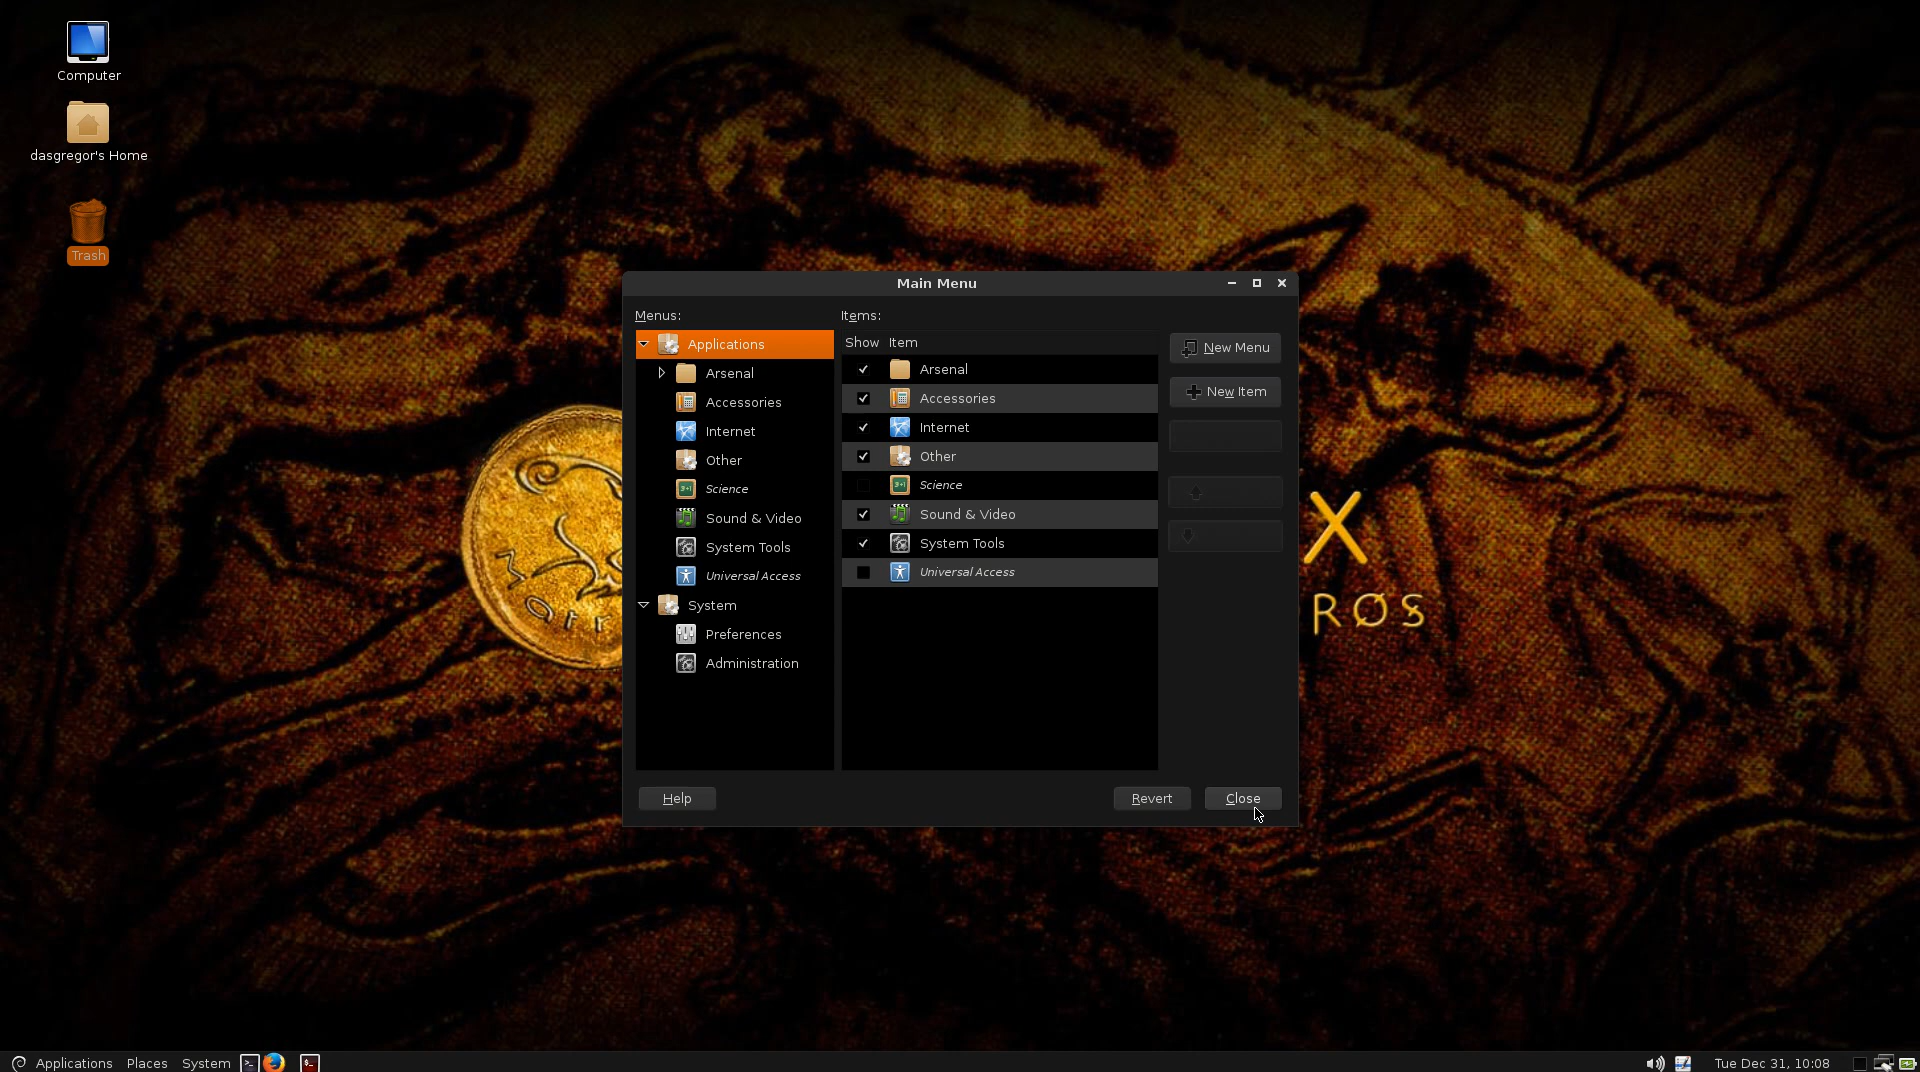 Computer
dasgregor's Home
Trash
Main Menu
Menus:
Items:
Applications
Arsenal
Accessories
Internet
Other
Science
Sound & Video
System Tools
Universal Access
System
Preferences
Administration
Show Item
Arsenal
Accessories
Internet
Other
Science
Sound & Video
System Tools
Universal Access
New Menu
New Item
Help
Revert
Close
X
RØS
Applications Places System
Tue Dec 31, 10:08